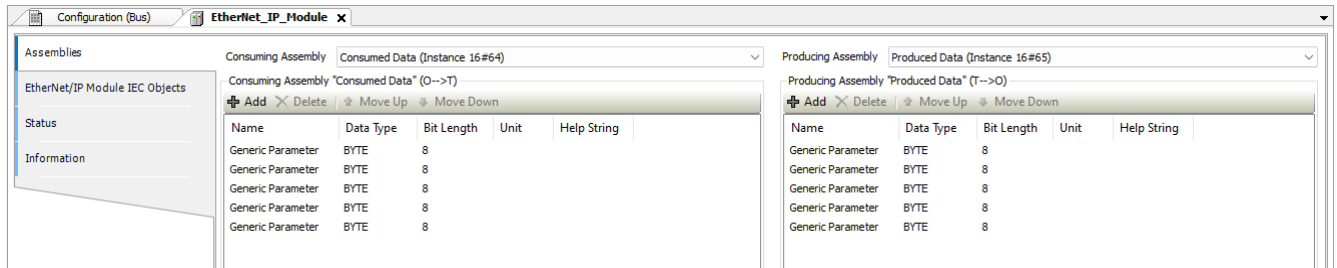 Configuration (Bus) EtherNet_IP_Module X
Assemblies
EtherNet/IP Module IEC Objects
Status
Information
Consuming Assembly Consumed Data (Instance 16#64)
Consuming Assembly "Consumed Data" (O-->T)
Add Delete Move Up Move Down
Name Data Type Bit Length Unit Help String
Generic Parameter BYTE 8
Generic Parameter BYTE 8
Generic Parameter BYTE 8
Generic Parameter BYTE 8
Generic Parameter BYTE 8
Producing Assembly Produced Data (Instance 16#65)
Producing Assembly "Produced Data" (T-->O)
Add Delete Move Up Move Down
Name Data Type Bit Length Unit Help String
Generic Parameter BYTE 8
Generic Parameter BYTE 8
Generic Parameter BYTE 8
Generic Parameter BYTE 8
Generic Parameter BYTE 8